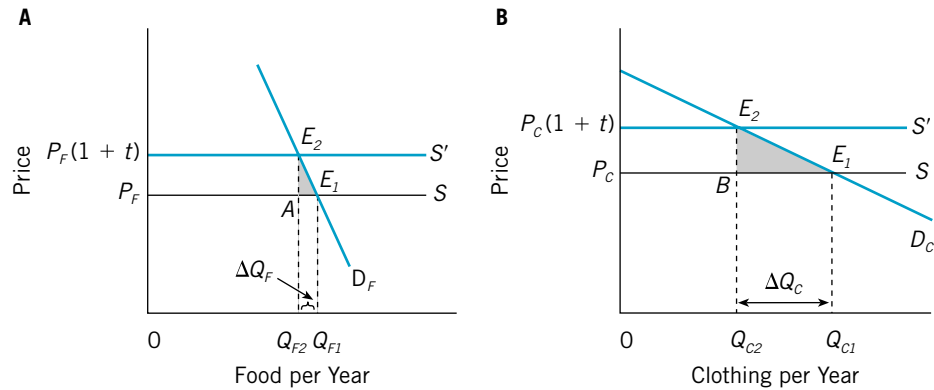 A
Price
P_F(1 + t)
P_F
E_2
E_1
S'
S
A
D_F
ΔQ_F
0
Q_F2 Q_F1
Food per Year
B
Price
P_C(1 + t)
P_C
E_2
E_1
S'
S
B
D_C
ΔQ_C
0
Q_C2
Q_C1
Clothing per Year